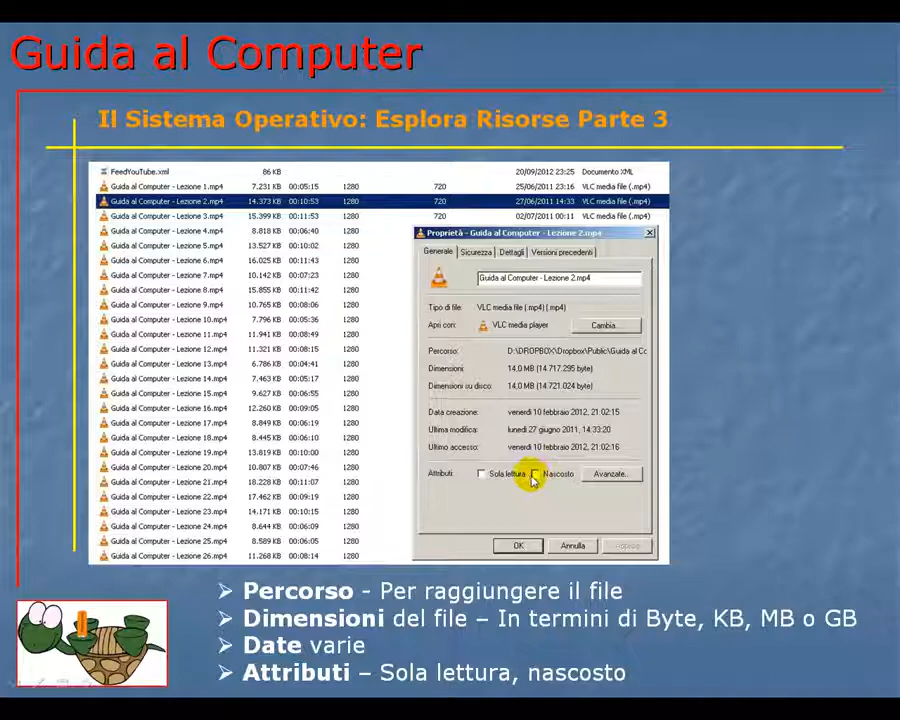 Guida al Computer
Il Sistema Operativo: Esplora Risorse Parte 3
FeedYouTube.xml 86 KB 20/09/2012 23:25 Documento XML
Guida al Computer - Lezione 1.mp4 7.231 KB 00:05:15 1280 720 25/06/2011 23:16 VLC media file (.mp4)
Guida al Computer - Lezione 2.mp4 14.373 KB 00:10:53 1280 720 27/06/2011 14:33 VLC media file (.mp4)
Guida al Computer - Lezione 3.mp4 15.399 KB 00:11:53 1280 720 02/07/2011 00:11 VLC media file (.mp4)
Guida al Computer - Lezione 4.mp4 8.818 KB 00:06:40 1280
Guida al Computer - Lezione 5.mp4 13.527 KB 00:10:02 1280
Guida al Computer - Lezione 6.mp4 16.025 KB 00:11:43 1280
Guida al Computer - Lezione 7.mp4 10.142 KB 00:07:23 1280
Guida al Computer - Lezione 8.mp4 15.855 KB 00:11:42 1280
Guida al Computer - Lezione 9.mp4 10.765 KB 00:08:06 1280
Guida al Computer - Lezione 10.mp4 7.796 KB 00:05:36 1280
Guida al Computer - Lezione 11.mp4 11.941 KB 00:08:49 1280
Guida al Computer - Lezione 12.mp4 11.321 KB 00:08:15 1280
Guida al Computer - Lezione 13.mp4 6.786 KB 00:04:41 1280
Guida al Computer - Lezione 14.mp4 7.463 KB 00:05:17 1280
Guida al Computer - Lezione 15.mp4 9.627 KB 00:06:55 1280
Guida al Computer - Lezione 16.mp4 12.260 KB 00:09:05 1280
Guida al Computer - Lezione 17.mp4 8.849 KB 00:06:19 1280
Guida al Computer - Lezione 18.mp4 8.445 KB 00:06:10 1280
Guida al Computer - Lezione 19.mp4 13.819 KB 00:10:00 1280
Guida al Computer - Lezione 20.mp4 10.807 KB 00:07:46 1280
Guida al Computer - Lezione 21.mp4 18.228 KB 00:11:07 1280
Guida al Computer - Lezione 22.mp4 17.462 KB 00:09:19 1280
Guida al Computer - Lezione 23.mp4 14.171 KB 00:10:15 1280
Guida al Computer - Lezione 24.mp4 8.644 KB 00:06:09 1280
Guida al Computer - Lezione 25.mp4 8.589 KB 00:06:05 1280
Guida al Computer - Lezione 26.mp4 11.268 KB 00:08:14 1280
Proprietà - Guida al Computer - Lezione 2.mp4
Generale Sicurezza Dettagli Versioni precedenti
Guida al Computer - Lezione 2.mp4
Tipo di file: VLC media file (.mp4) (.mp4)
Apri con: VLC media player Cambia...
Percorso: D:\DROPBOX\Dropbox\Public\Guida al Cc
Dimensioni: 14,0 MB (14.717.295 byte)
Dimensioni su disco: 14,0 MB (14.721.024 byte)
Data creazione: venerdì 10 febbraio 2012, 21:02:15
Ultima modifica: lunedì 27 giugno 2011, 14:33:20
Ultimo accesso: venerdì 10 febbraio 2012, 21:02:16
Attributi: Sola lettura Nascosto Avanzate...
OK Annulla Applica
Percorso - Per raggiungere il file
Dimensioni del file – In termini di Byte, KB, MB o GB
Date varie
Attributi – Sola lettura, nascosto